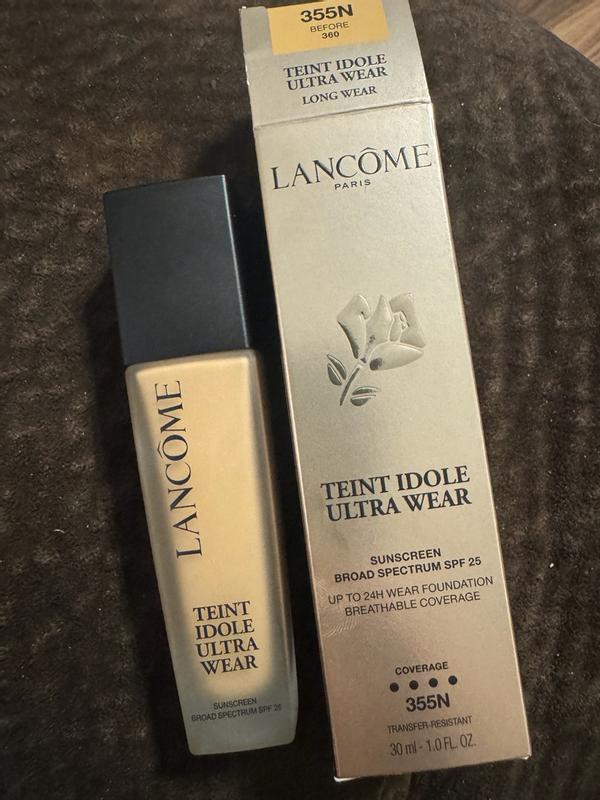 355N
BEFORE
360
TEINT IDOLE
ULTRA WEAR
LONG WEAR
LANCÔME
PARIS
TEINT IDOLE
ULTRA WEAR
SUNSCREEN
BROAD SPECTRUM SPF 25
UP TO 24H WEAR FOUNDATION
BREATHABLE COVERAGE
COVERAGE
355N
TRANSFER-RESISTANT
30 ml - 1.0 FL. OZ.
LANCÔME
TEINT
IDOLE
ULTRA
WEAR
SUNSCREEN
BROAD SPECTRUM SPF 25